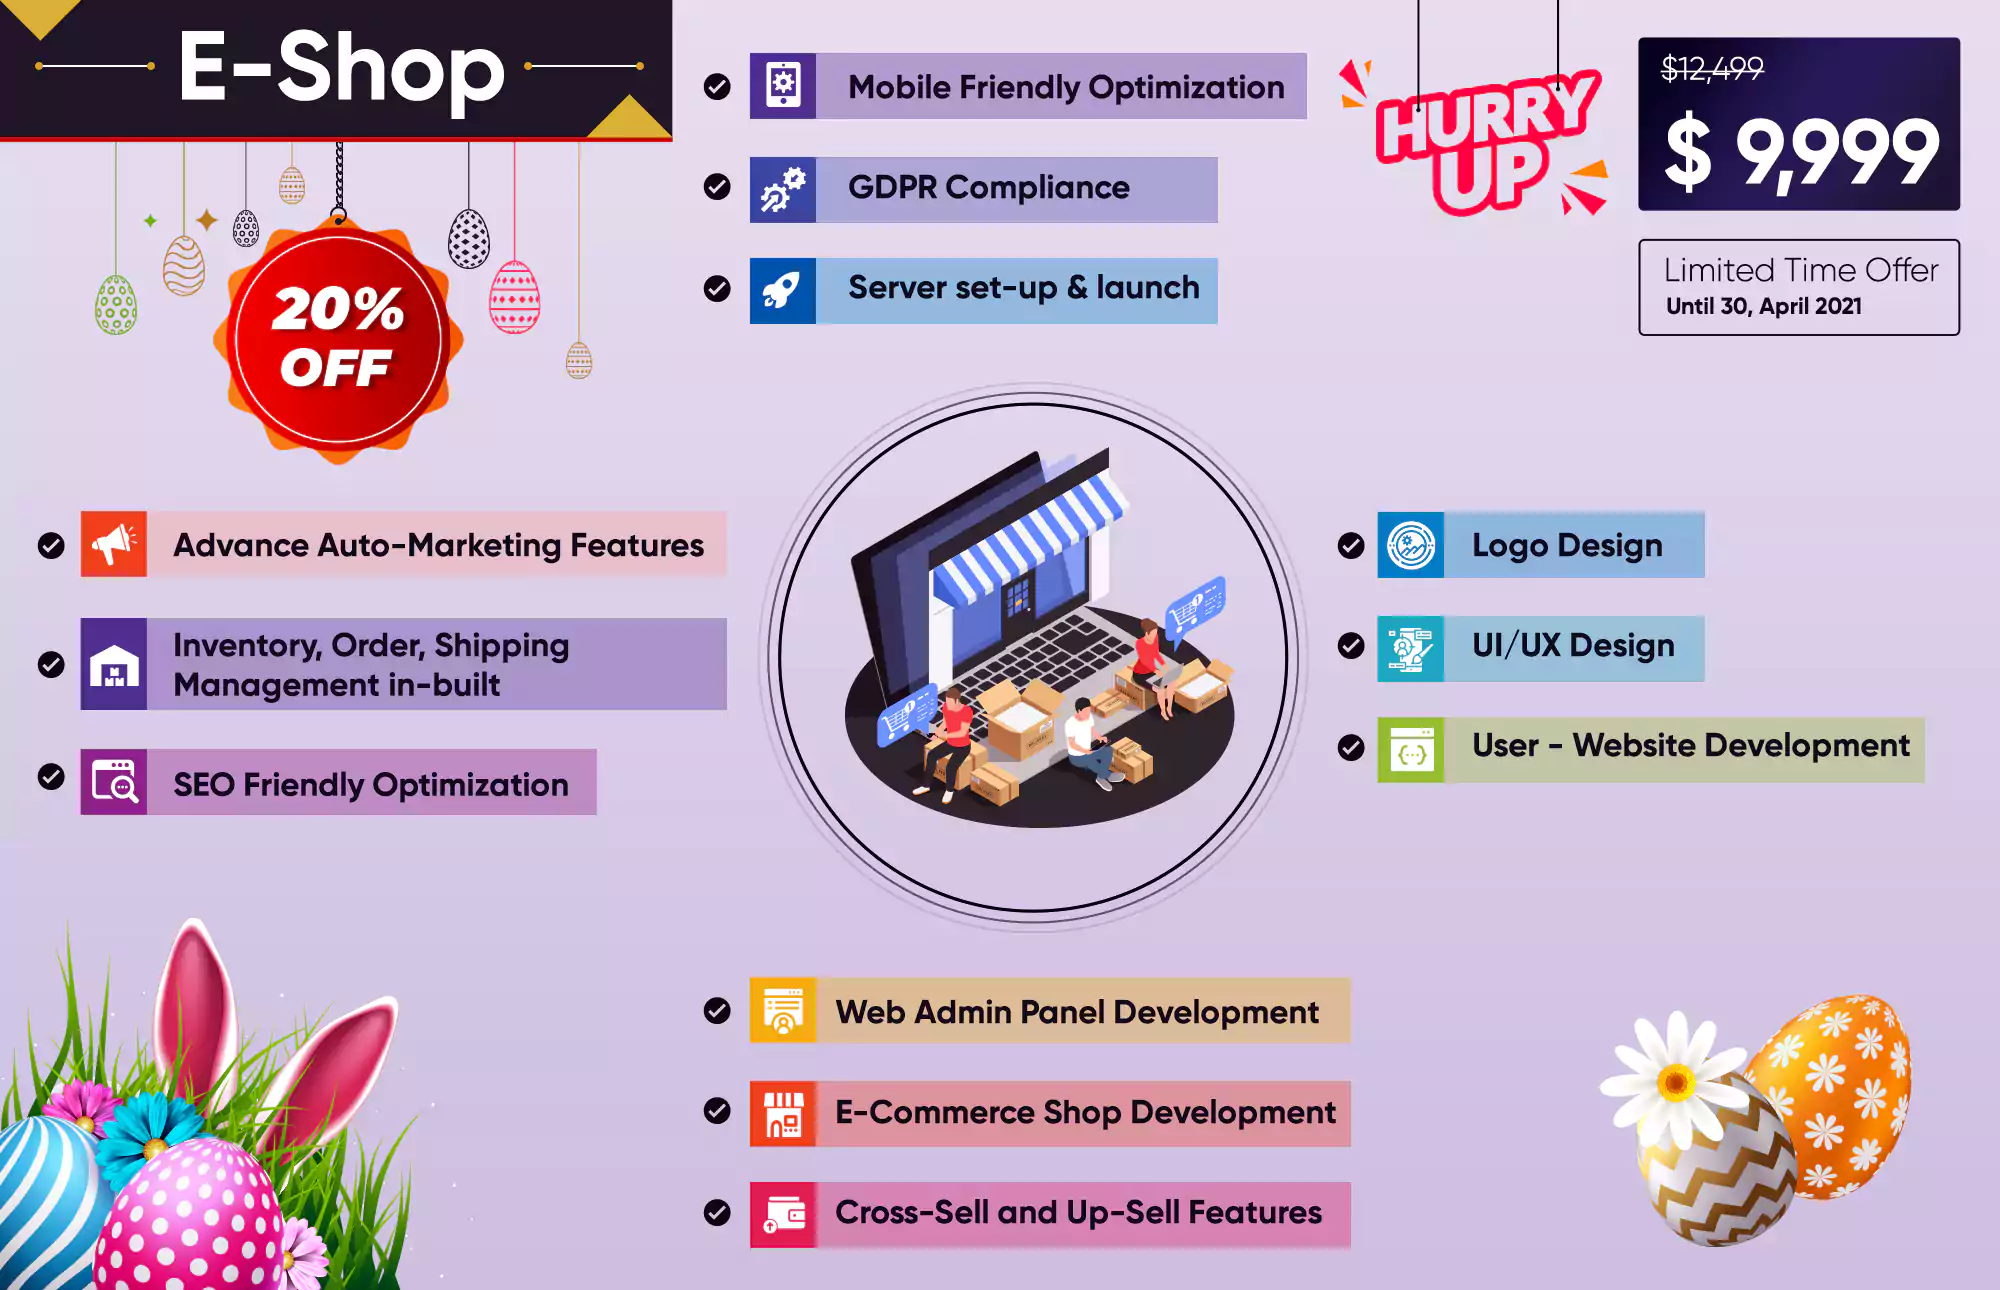 E-Shop
20%
OFF
Mobile Friendly Optimization
GDPR Compliance
Server set-up & launch
HURRY
UP
$12,499
$ 9,999
Limited Time Offer
Until 30, April 2021
Advance Auto-Marketing Features
Inventory, Order, Shipping
Management in-built
SEO Friendly Optimization
Logo Design
UI/UX Design
User - Website Development
Web Admin Panel Development
E-Commerce Shop Development
Cross-Sell and Up-Sell Features